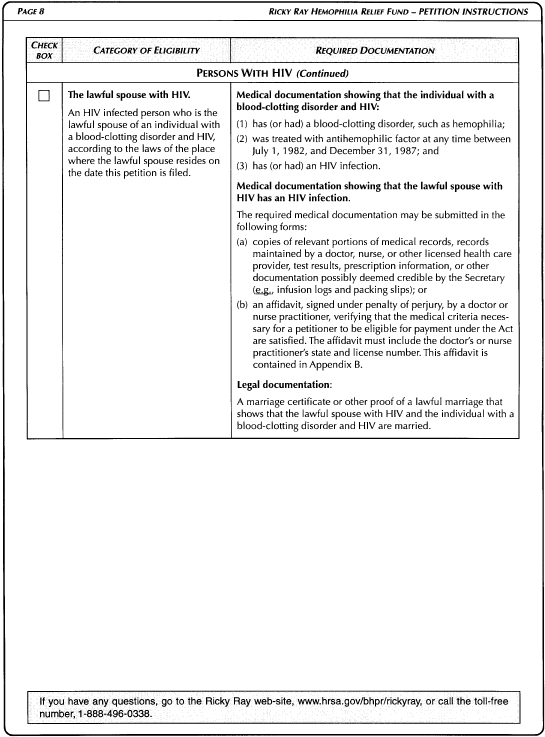 PAGE 8
RICKY RAY HEMOPHILIA RELIEF FUND – PETITION INSTRUCTIONS
CHECK BOX
CATEGORY OF ELIGIBILITY
REQUIRED DOCUMENTATION
PERSONS WITH HIV (Continued)
The lawful spouse with HIV.
An HIV infected person who is the
lawful spouse of an individual with
a blood-clotting disorder and HIV,
according to the laws of the place
where the lawful spouse resides on
the date this petition is filed.
Medical documentation showing that the individual with a
blood-clotting disorder and HIV:
(1) has (or had) a blood-clotting disorder, such as hemophilia;
(2) was treated with antihemophilic factor at any time between
July 1, 1982, and December 31, 1987; and
(3) has (or had) an HIV infection.
Medical documentation showing that the lawful spouse with
HIV has an HIV infection.
The required medical documentation may be submitted in the
following forms:
(a) copies of relevant portions of medical records, records
maintained by a doctor, nurse, or other licensed health care
provider, test results, prescription information, or other
documentation possibly deemed credible by the Secretary
(e.g., infusion logs and packing slips); or
(b) an affidavit, signed under penalty of perjury, by a doctor or
nurse practitioner, verifying that the medical criteria neces-
sary for a petitioner to be eligible for payment under the Act
are satisfied. The affidavit must include the doctor's or nurse
practitioner's state and license number. This affidavit is
contained in Appendix B.
Legal documentation:
A marriage certificate or other proof of a lawful marriage that
shows that the lawful spouse with HIV and the individual with a
blood-clotting disorder and HIV are married.
If you have any questions, go to the Ricky Ray web-site, www.hrsa.gov/bhpr/rickyray, or call the toll-free
number, 1-888-496-0338.